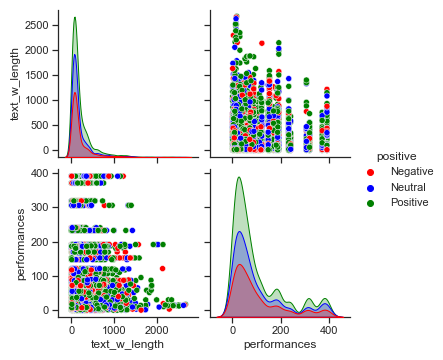 2500
2000
1500
1000
500
0
text_w_length
positive
Negative
Neutral
Positive
400
300
200
100
0
performances
0
1000
2000
text_w_length
0
200
400
performances